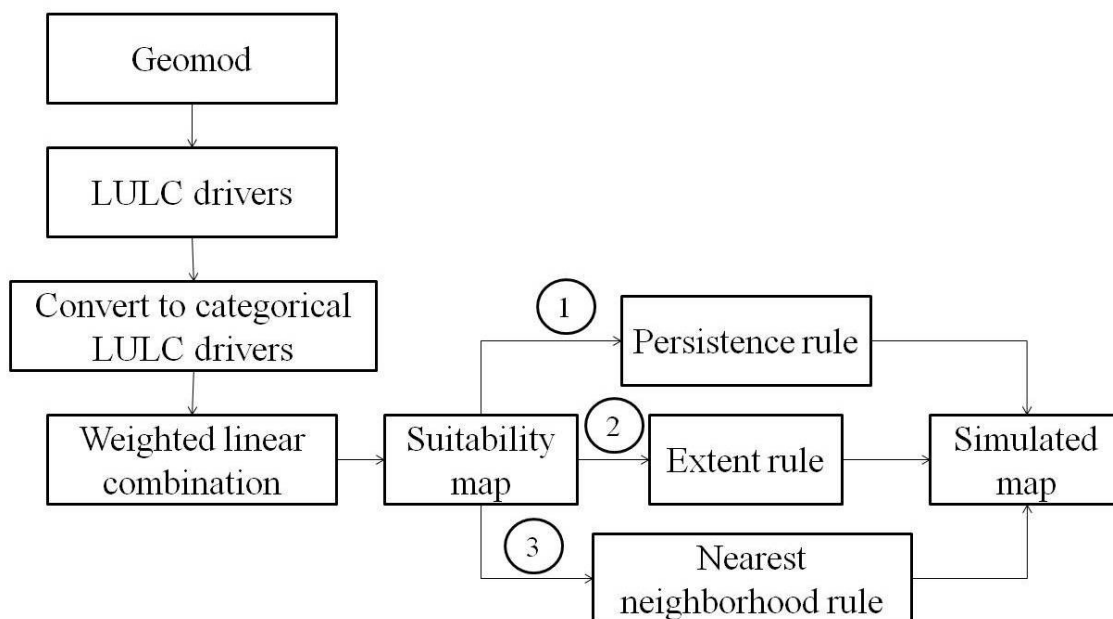 Geomod
LULC drivers
Convert to categorical
LULC drivers
Weighted linear
combination
Suitability
map
1
Persistence rule
2
Extent rule
3
Nearest
neighborhood rule
Simulated
map